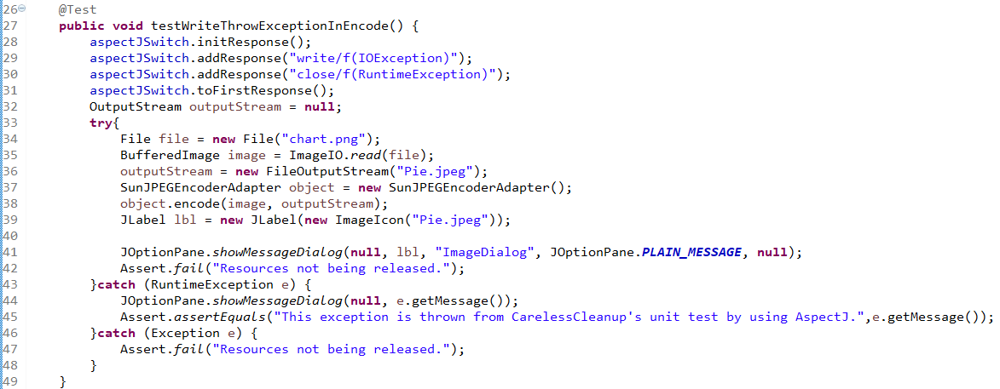 26 @Test
27 public void testWriteThrowExceptionInEncode() {
28 aspectJSwitch.initResponse();
29 aspectJSwitch.addResponse("write/f(IOException)");
30 aspectJSwitch.addResponse("close/f(RuntimeException)");
31 aspectJSwitch.toFirstResponse();
32 OutputStream outputStream = null;
33 try{
34 File file = new File("chart.png");
35 BufferedImage image = ImageIO.read(file);
36 outputStream = new FileOutputStream("Pie.jpeg");
37 SunJPEGEncoderAdapter object = new SunJPEGEncoderAdapter();
38 object.encode(image, outputStream);
39 JLabel lbl = new JLabel(new ImageIcon("Pie.jpeg"));
40
41 JOptionPane.showMessageDialog(null, lbl, "ImageDialog", JOptionPane.PLAIN_MESSAGE, null);
42 Assert.fail("Resources not being released.");
43 }catch (RuntimeException e) {
44 JOptionPane.showMessageDialog(null, e.getMessage());
45 Assert.assertEquals("This exception is thrown from CarelessCleanup's unit test by using AspectJ.",e.getMessage());
46 }catch (Exception e) {
47 Assert.fail("Resources not being released.");
48 }
49 }